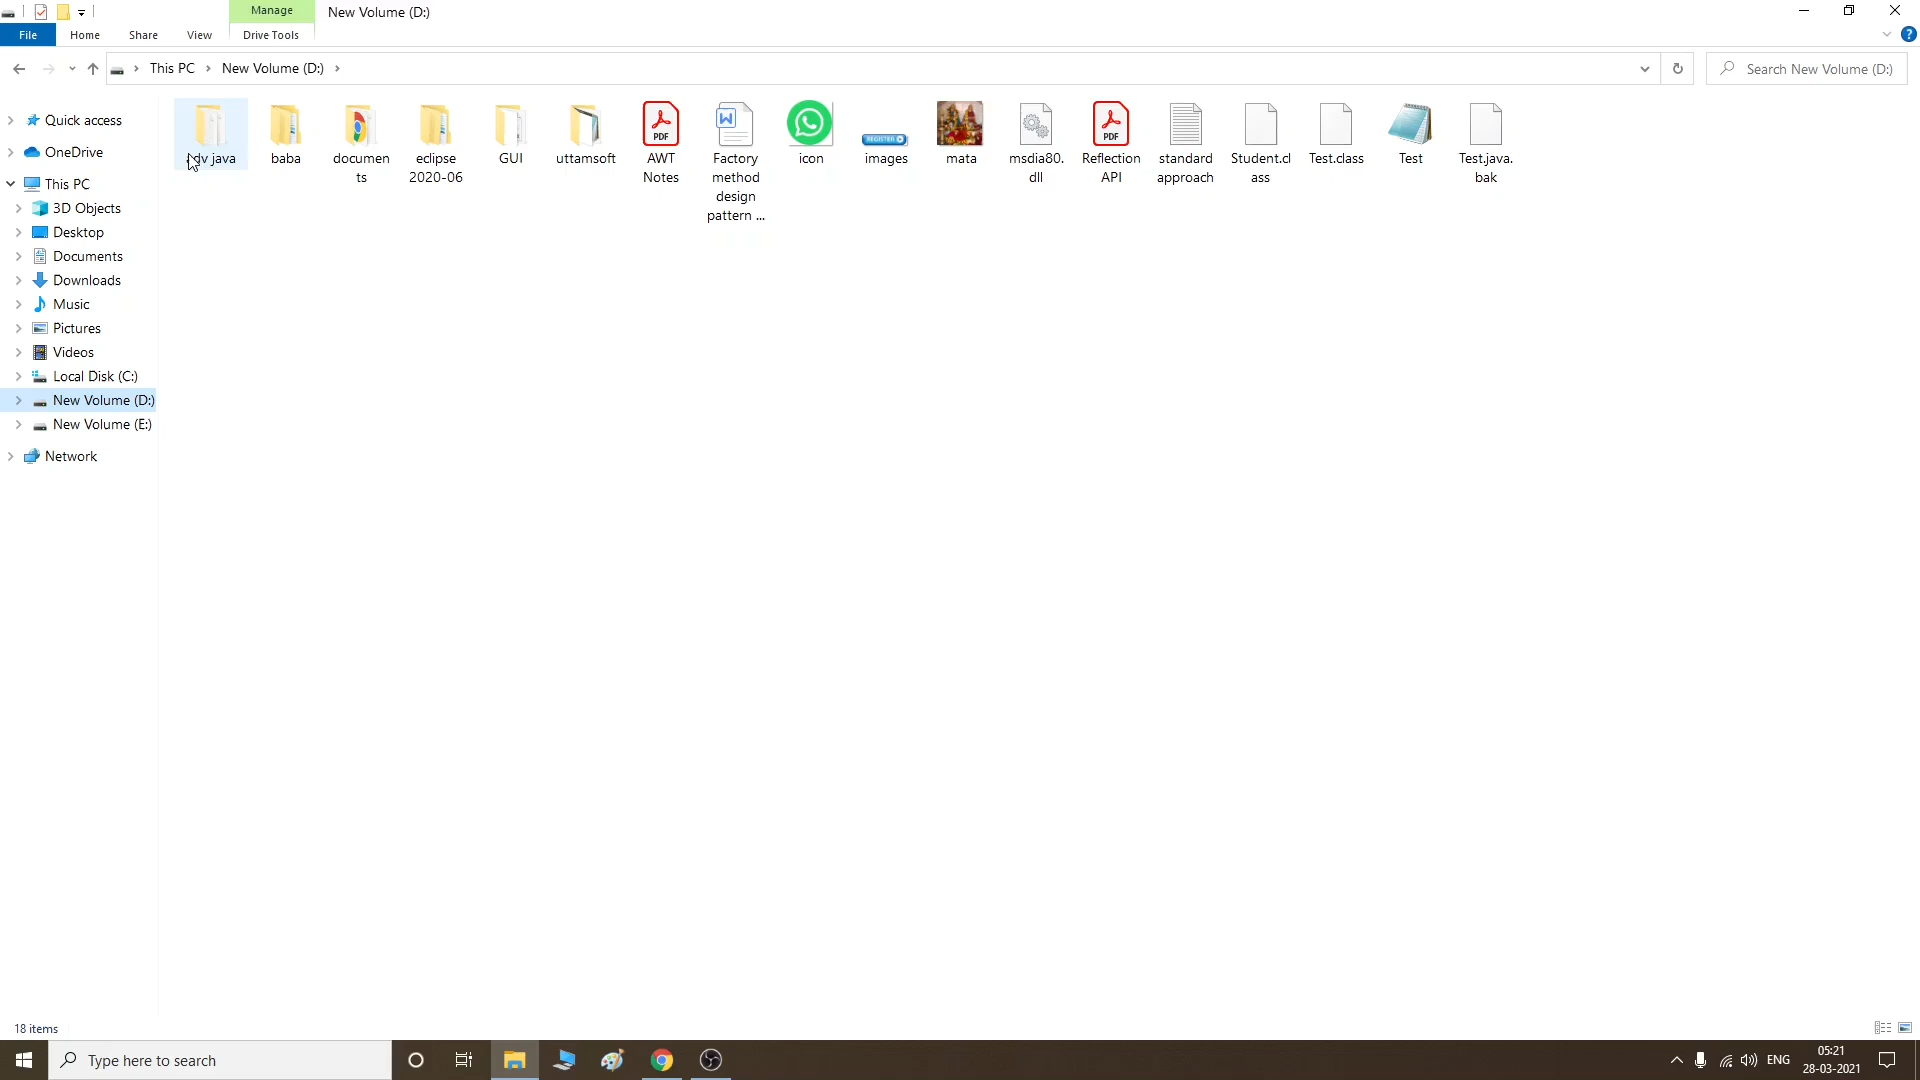 Manage
New Volume (D:)
File
Home
Share
View
Drive Tools
This PC
New Volume (D:)
Search New Volume (D:)
Quick access
OneDrive
This PC
3D Objects
Desktop
Documents
Downloads
Music
Pictures
Videos
Local Disk (C:)
New Volume (D:)
New Volume (E:)
Network
java
baba
documen
ts
eclipse
2020-06
GUI
uttamsoft
PDF
AWT
Notes
W
Factory
method
design
pattern ...
icon
REGISTER
images
mata
msdia80.
dll
PDF
Reflection
API
standard
approach
Student.cl
ass
Test.class
Test
Test.java.
bak
18 items
Type here to search
ENG
05:21
28-03-2021